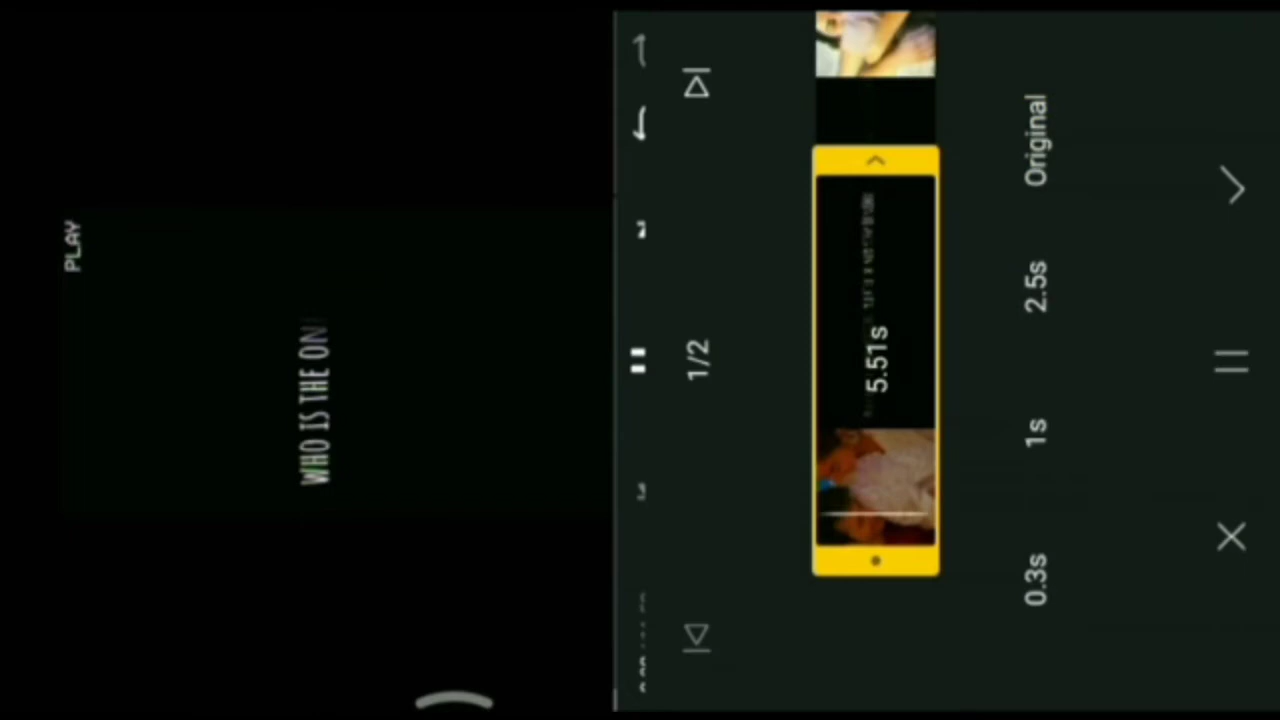 PLAY
WHO IS THE ON
1/2
5.51s
0.3s
1s
2.5s
Original